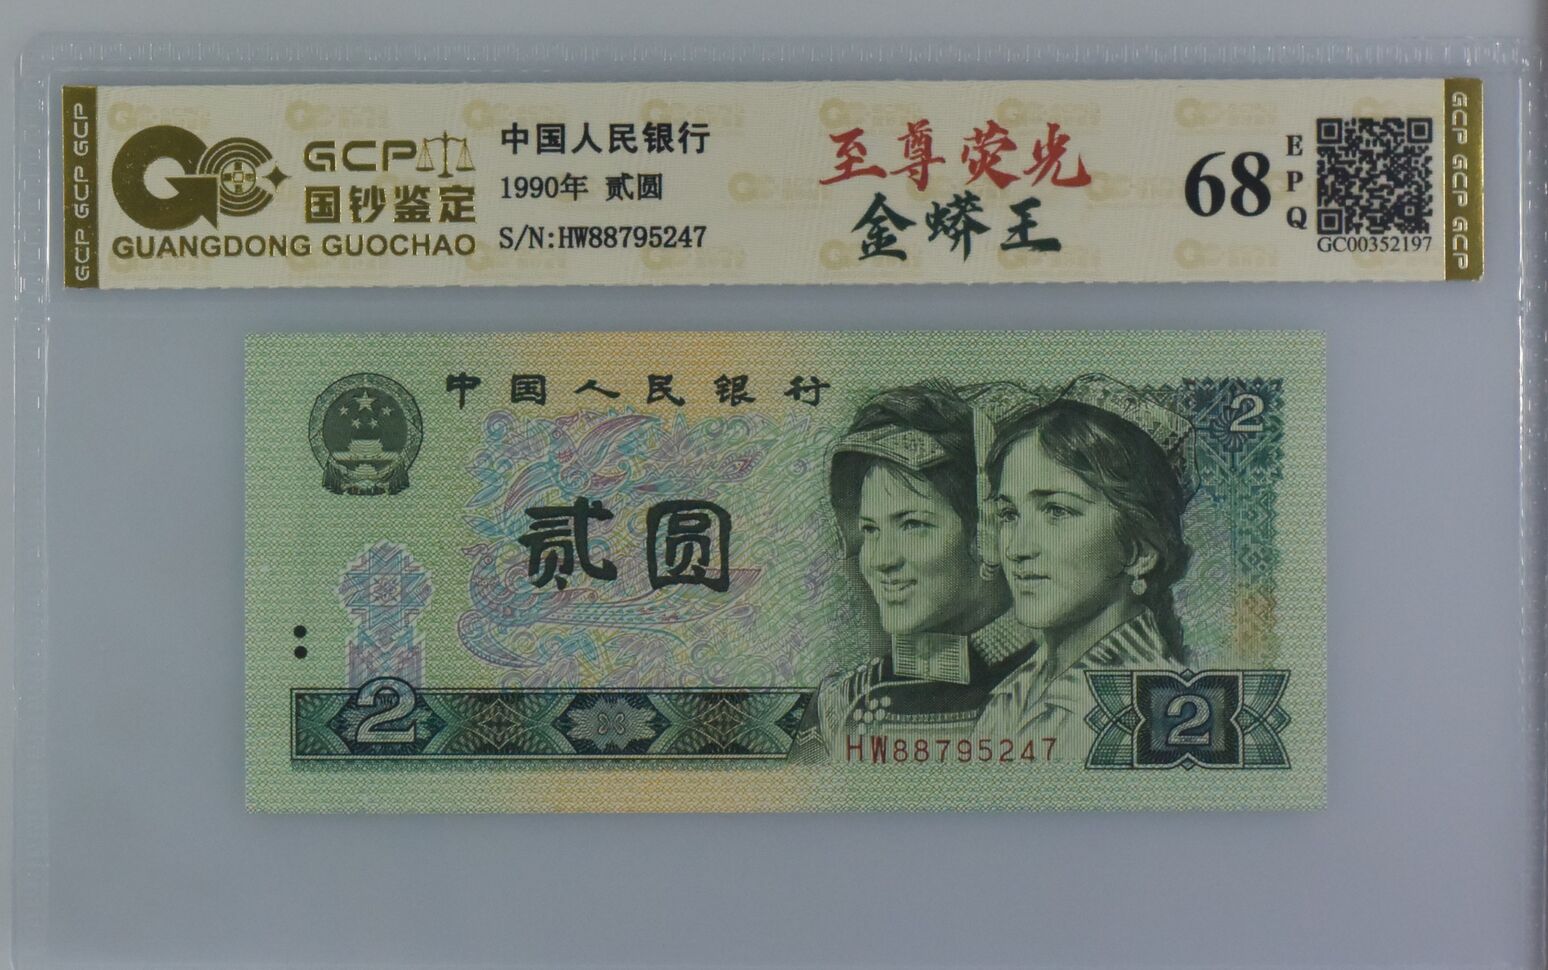 GCP GCP GCP
GCP
国钞鉴定
GUANGDONG GUOCHAO
中国人民银行
1990年 贰圆
S/N:HW88795247
至尊荧光
金蟒王
68
EPQ
GC00352197
GCP GCP GCP
中国人民银行
2
贰圆
2
HW88795247
2